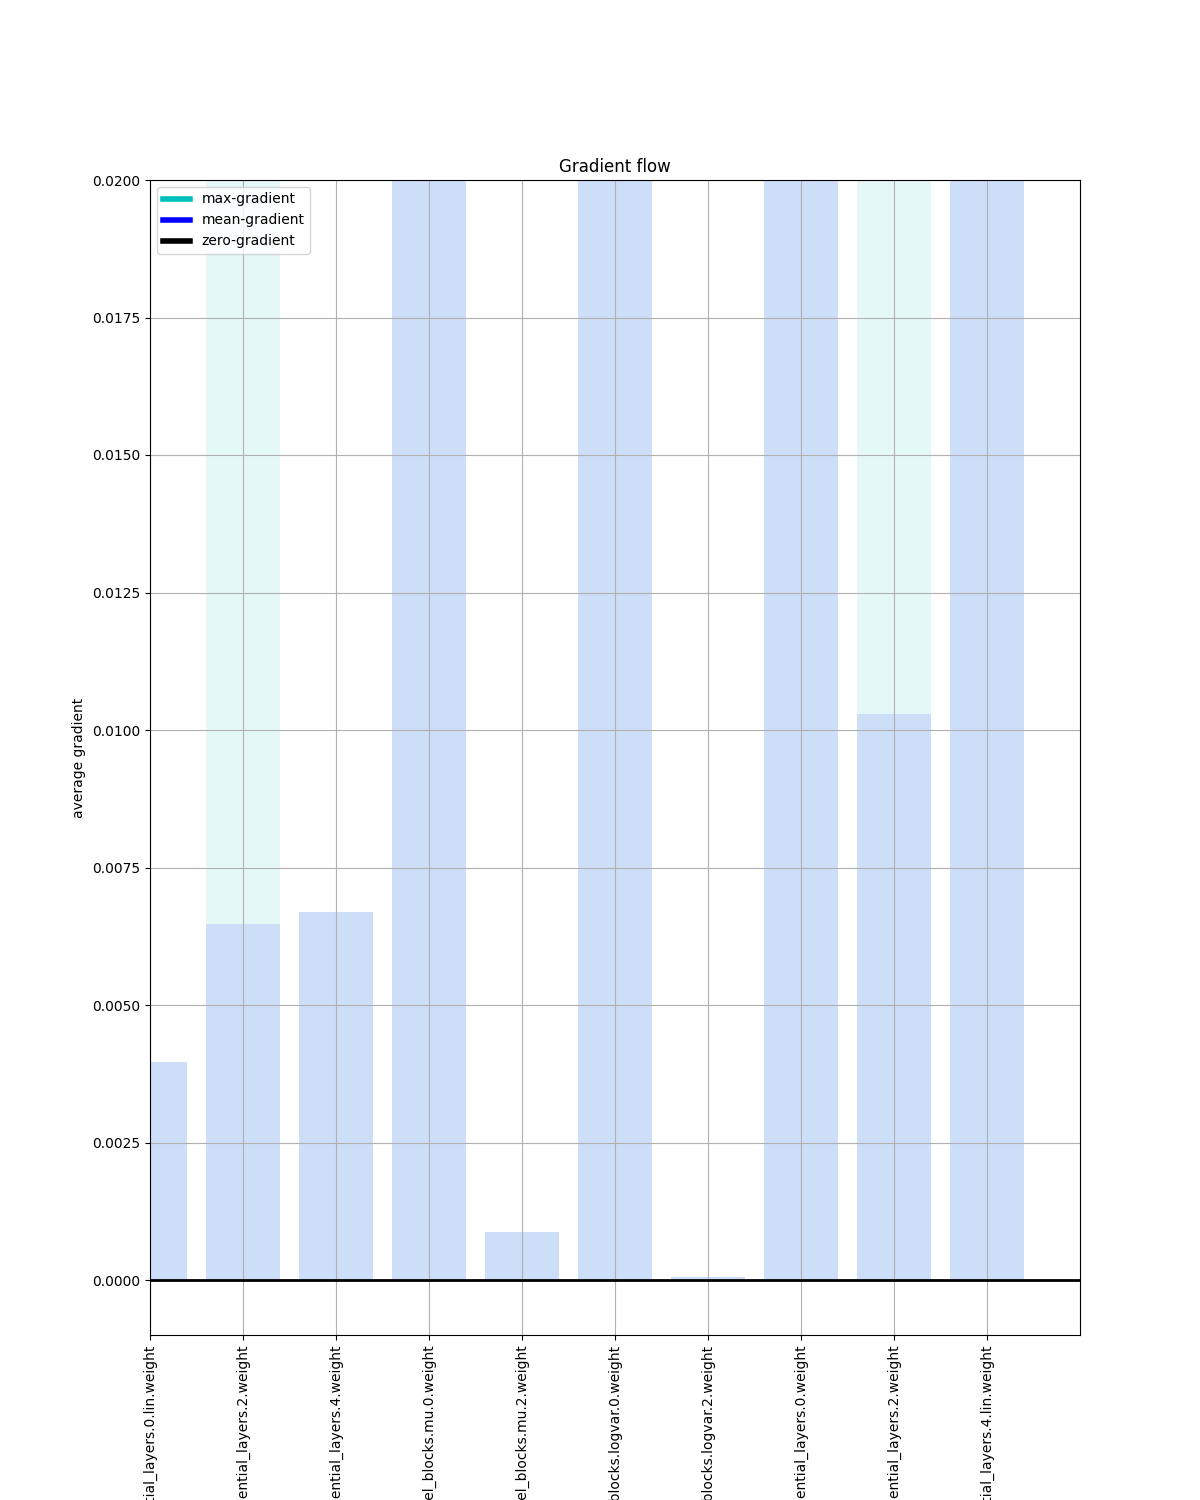 Gradient flow
max-gradient
mean-gradient
zero-gradient
0.0200
0.0175
0.0150
0.0125
0.0100
0.0075
0.0050
0.0025
0.0000
average gradient
tial_layers.0.lin.weight
ential_layers.2.weight
ential_layers.4.weight
el_blocks.mu.0.weight
el_blocks.mu.2.weight
blocks.logvar.0.weight
blocks.logvar.2.weight
ential_layers.0.weight
ential_layers.2.weight
tial_layers.4.lin.weight